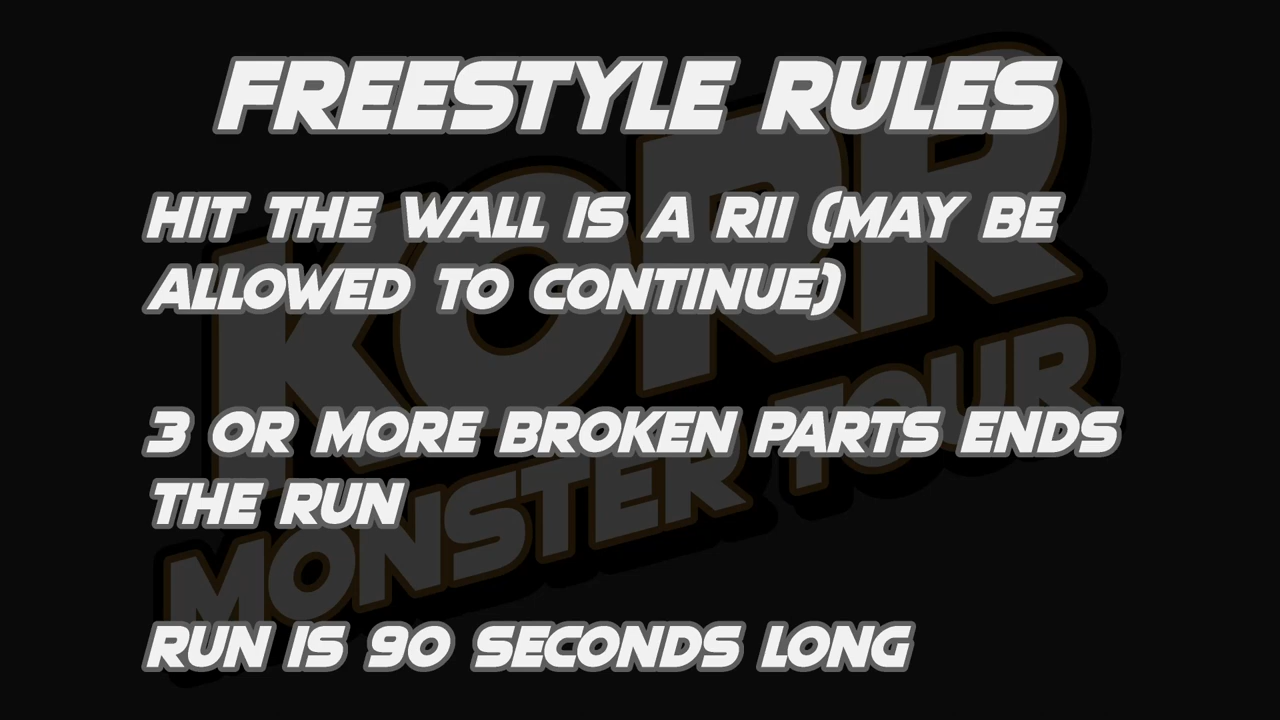 FREESTYLE RULES
HIT THE WALL IS A RII (MAY BE
ALLOWED TO CONTINUE)
3 OR MORE BROKEN PARTS ENDS
THE RUN
RUN IS 90 SECONDS LONG
KORR
MONSTER TOUR